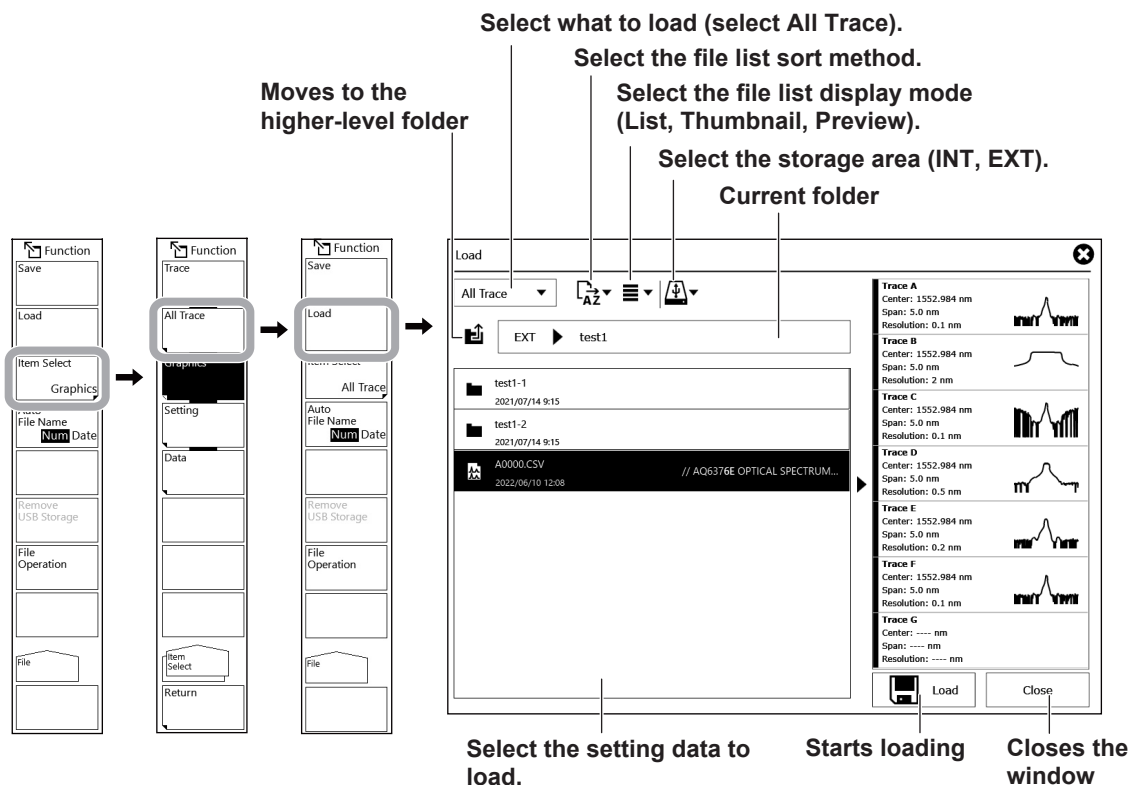 Select what to load (select All Trace).
Select the file list sort method.
Moves to the
higher-level folder
Select the file list display mode
(List, Thumbnail, Preview).
Select the storage area (INT, EXT).
Current folder
Function
Save
Load
Item Select
Graphics
Auto
File Name
Num Date
Remove
USB Storage
File
Operation
File
Function
Trace
All Trace
Graphics
Setting
Data
Item
Select
Return
Function
Save
Load
Item Select
All Trace
Auto
File Name
Num Date
Remove
USB Storage
File
Operation
File
Load
All Trace
AZ
EXT test1
test1-1
2021/07/14 9:15
test1-2
2021/07/14 9:15
A0000.CSV // AQ6376E OPTICAL SPECTRUM...
2022/06/10 12:08
Trace A
Center: 1552.984 nm
Span: 5.0 nm
Resolution: 0.1 nm
Trace B
Center: 1552.984 nm
Span: 5.0 nm
Resolution: 2 nm
Trace C
Center: 1552.984 nm
Span: 5.0 nm
Resolution: 0.1 nm
Trace D
Center: 1552.984 nm
Span: 5.0 nm
Resolution: 0.5 nm
Trace E
Center: 1552.984 nm
Span: 5.0 nm
Resolution: 0.2 nm
Trace F
Center: 1552.984 nm
Span: 5.0 nm
Resolution: 0.1 nm
Trace G
Center: ---- nm
Span: ---- nm
Resolution: ---- nm
Load
Close
Select the setting data to
load.
Starts loading
Closes the
window